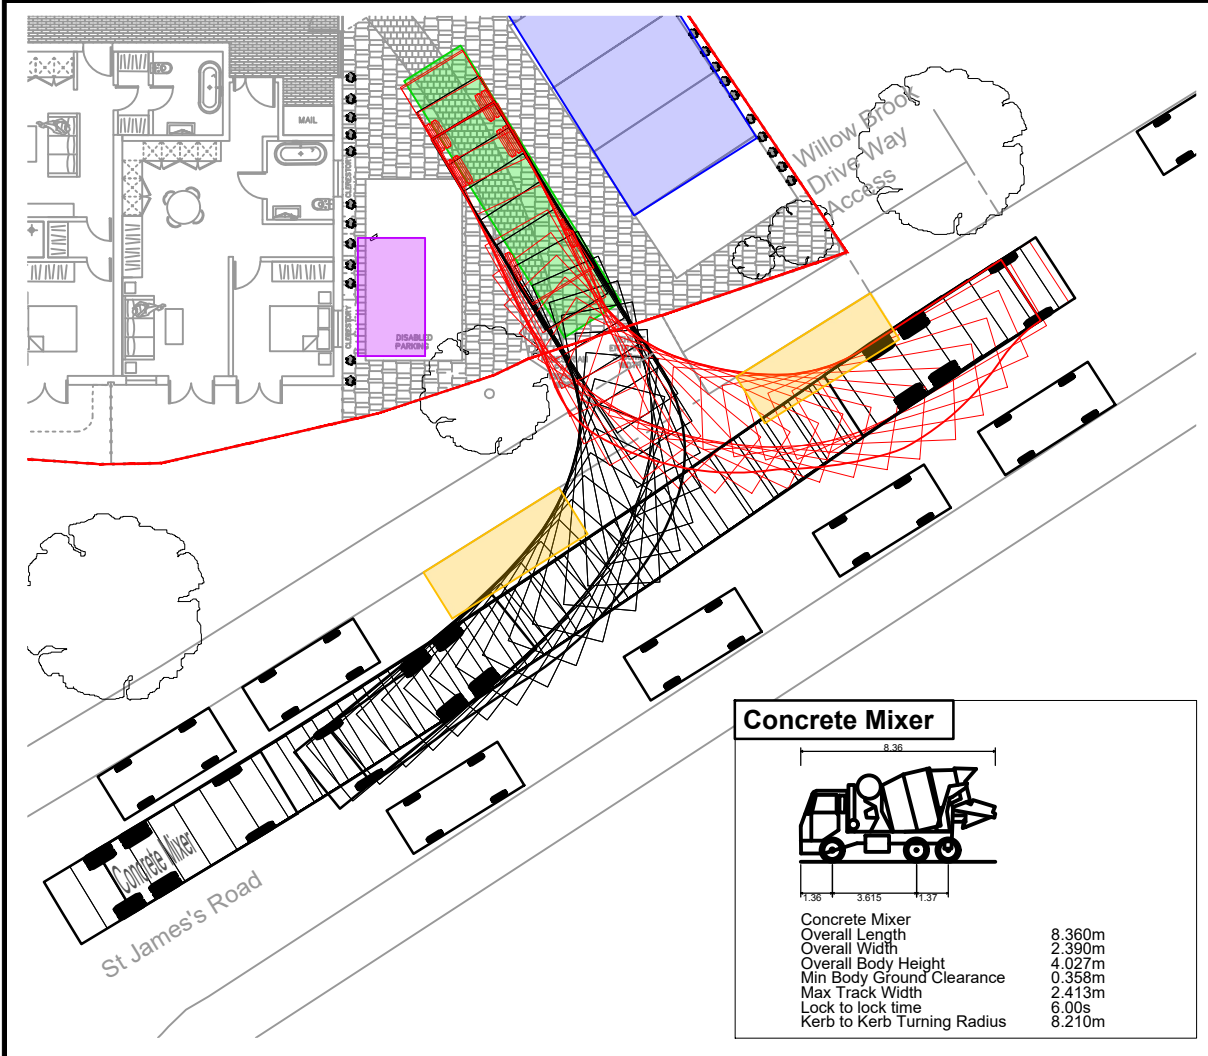 MAIL
Willow Brook
Drive Way
Access
CLERESTORY
CLERESTORY
DISABLED
PARKING
Concrete Mixer
St James's Road
Concrete Mixer
8.36
1.36
3.615
1.37
Concrete Mixer
Overall Length 8.360m
Overall Width 2.390m
Overall Body Height 4.027m
Min Body Ground Clearance 0.358m
Max Track Width 2.413m
Lock to lock time 6.00s
Kerb to Kerb Turning Radius 8.210m